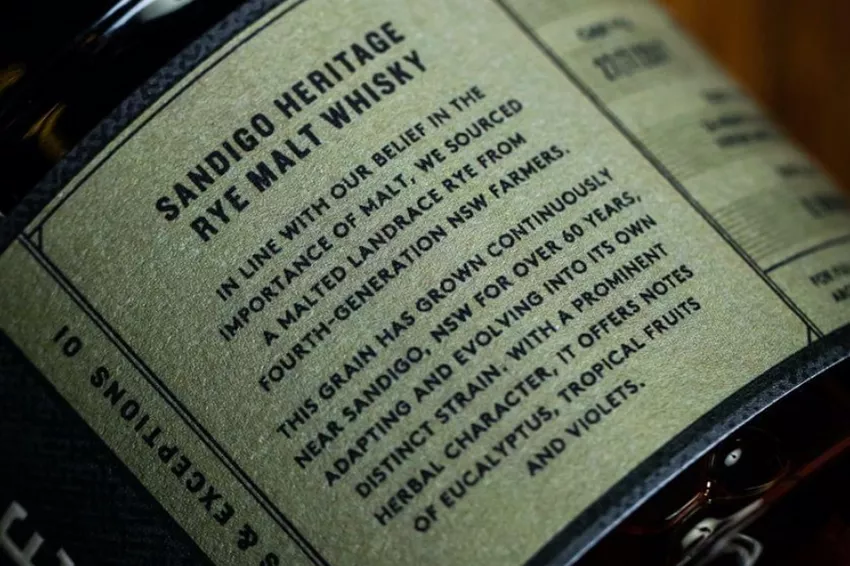 SANDIGO HERITAGE
RYE MALT WHISKY
IN LINE WITH OUR BELIEF IN THE
IMPORTANCE OF MALT, WE SOURCED
A MALTED LANDRACE RYE FROM
FOURTH-GENERATION NSW FARMERS.
THIS GRAIN HAS GROWN CONTINUOUSLY
NEAR SANDIGO, NSW FOR OVER 60 YEARS,
ADAPTING AND EVOLVING INTO ITS OWN
DISTINCT STRAIN. WITH A PROMINENT
HERBAL CHARACTER, IT OFFERS NOTES
OF EUCALYPTUS, TROPICAL FRUITS
AND VIOLETS.
& EXCEPTIONS 01